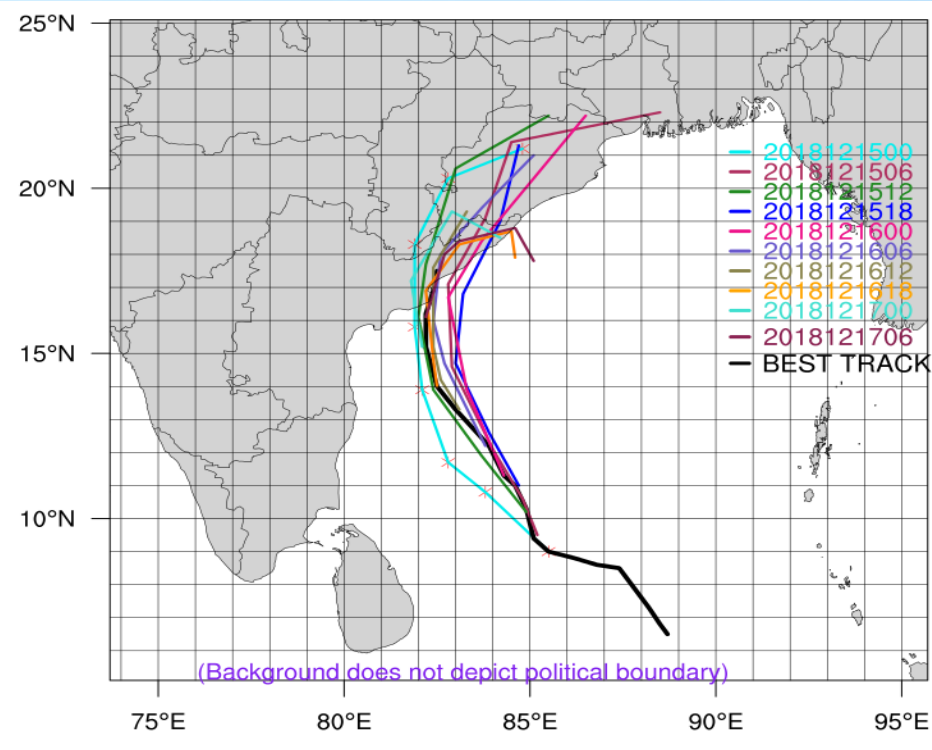 25°N
20°N
15°N
10°N
2018121500
2018121506
2018121512
2018121518
2018121600
2018121606
2018121612
2018121618
2018121700
2018121706
BEST TRACK
(Background does not depict political boundary)
75°E 80°E 85°E 90°E 95°E